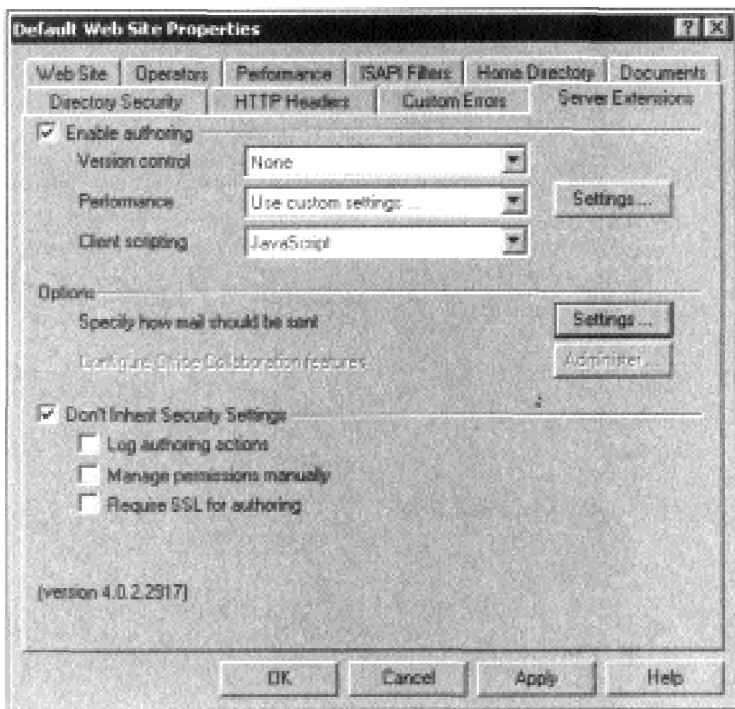 Default Web Site Properties
Web Site Operators Performance ISAPI Filters Home Directory Documents
Directory Security HTTP Headers Custom Errors Server Extensions
Enable authoring
Version control None
Performance Use custom settings ... Settings ...
Client scripting JavaScript
Options
Specify how mail should be sent Settings ...
Configure Office Collaboration features Administer ...
Don't Inherit Security Settings
Log authoring actions
Manage permissions manually
Require SSL for authoring
(version 4.0.2.2917)
OK Cancel Apply Help